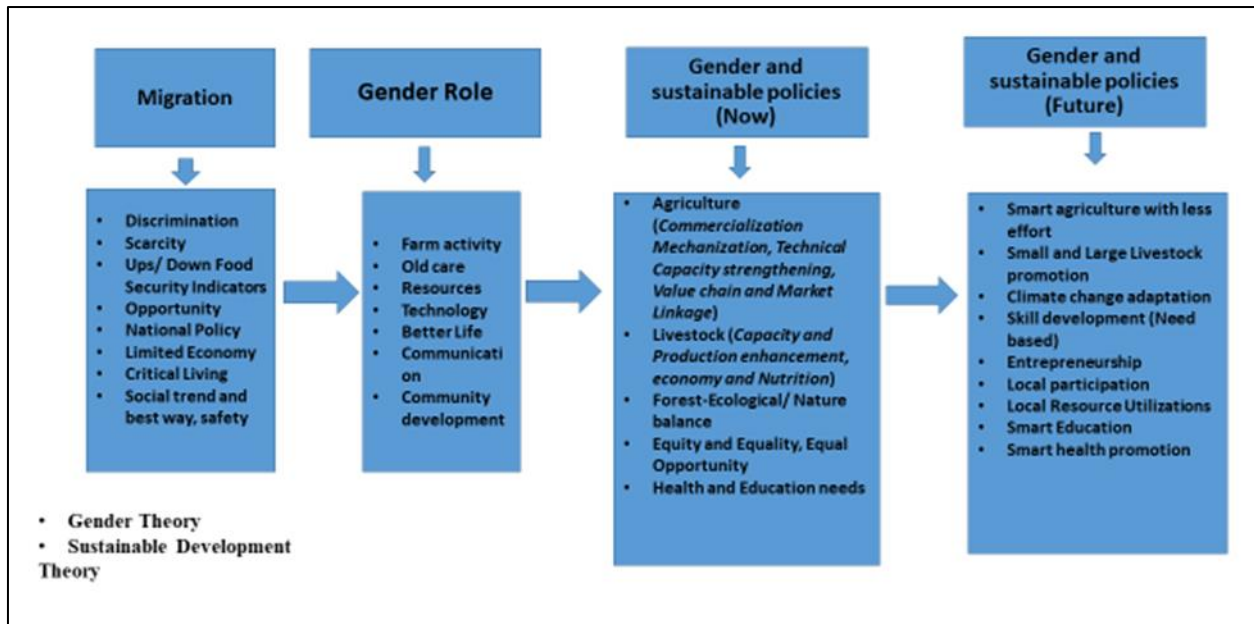 Migration
• Discrimination
• Scarcity
• Ups/ Down Food
Security Indicators
• Opportunity
• National Policy
• Limited Economy
• Critical Living
• Social trend and
best way, safety
Gender Role
• Farm activity
• Old care
• Resources
• Technology
• Better Life
• Communicati
on
• Community
development
Gender and
sustainable policies
(Now)
• Agriculture
(Commercialization
Mechanization, Technical
Capacity strengthening,
Value chain and Market
Linkage)
• Livestock (Capacity and
Production enhancement,
economy and Nutrition)
• Forest-Ecological/ Nature
balance
• Equity and Equality, Equal
Opportunity
• Health and Education needs
Gender and
sustainable policies
(Future)
• Smart agriculture with less
effort
• Small and Large Livestock
promotion
• Climate change adaptation
• Skill development (Need
based)
• Entrepreneurship
• Local participation
• Local Resource Utilizations
• Smart Education
• Smart health promotion
• Gender Theory
• Sustainable Development
Theory